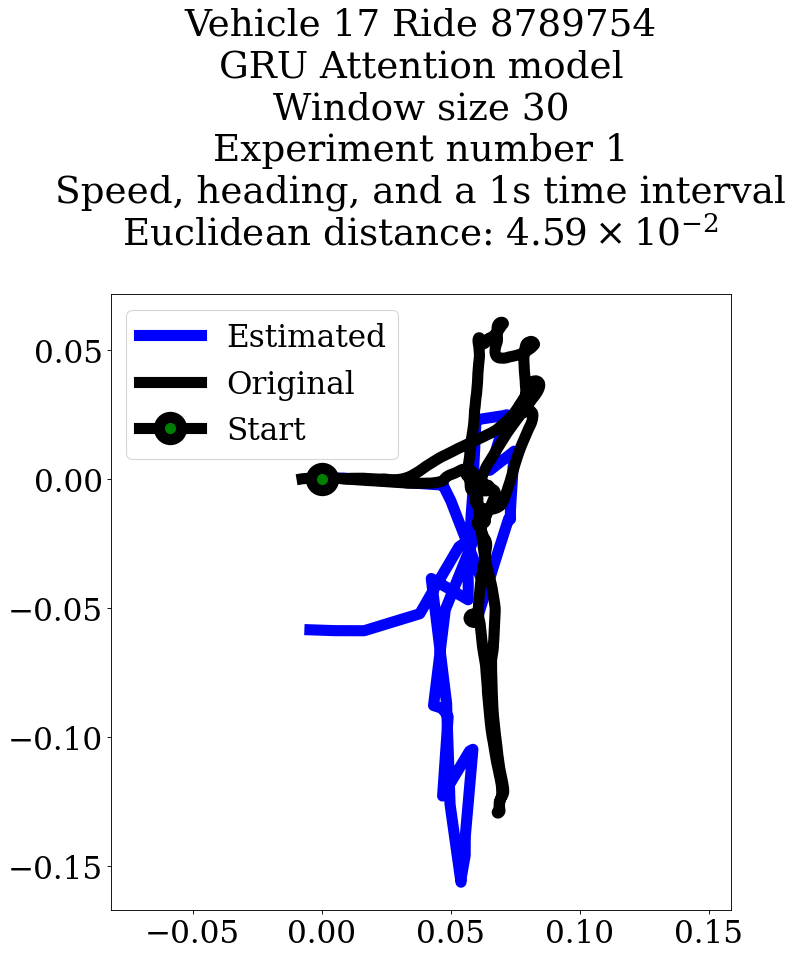 Vehicle 17 Ride 8789754
GRU Attention model
Window size 30
Experiment number 1
Speed, heading, and a 1s time interval
Euclidean distance: 4.59 × 10⁻²
Estimated
Original
Start
0.05
0.00
−0.05
−0.10
−0.15
−0.05 0.00 0.05 0.10 0.15